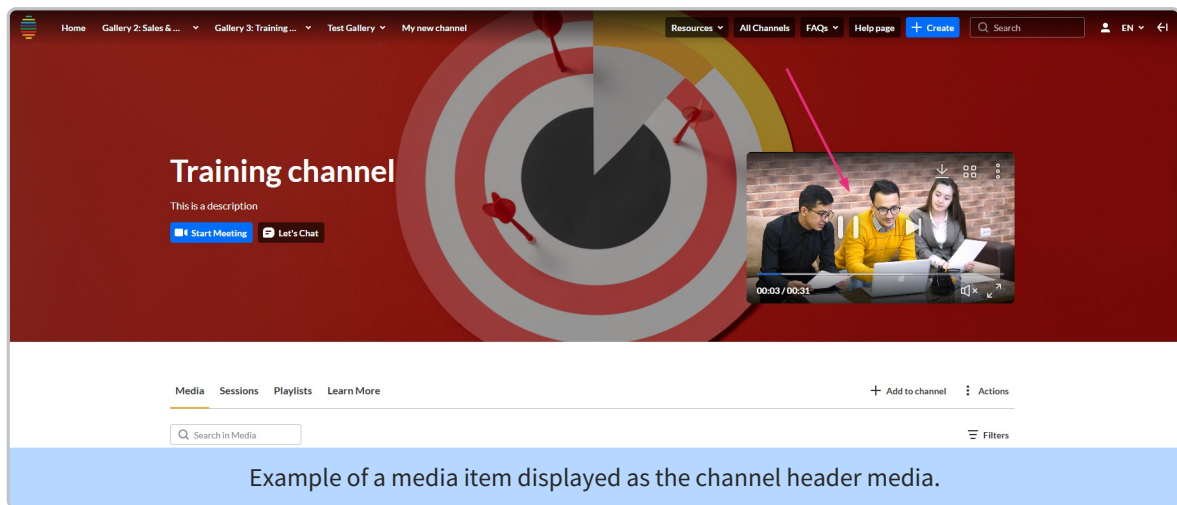 Home Gallery 2: Sales & ... Gallery 3: Training ... Test Gallery My new channel Resources All Channels FAQs Help page + Create Search EN
Training channel
This is a description
Start Meeting Let's Chat
00:03 / 00:31
Media Sessions Playlists Learn More + Add to channel Actions
Search in Media Filters
Example of a media item displayed as the channel header media.